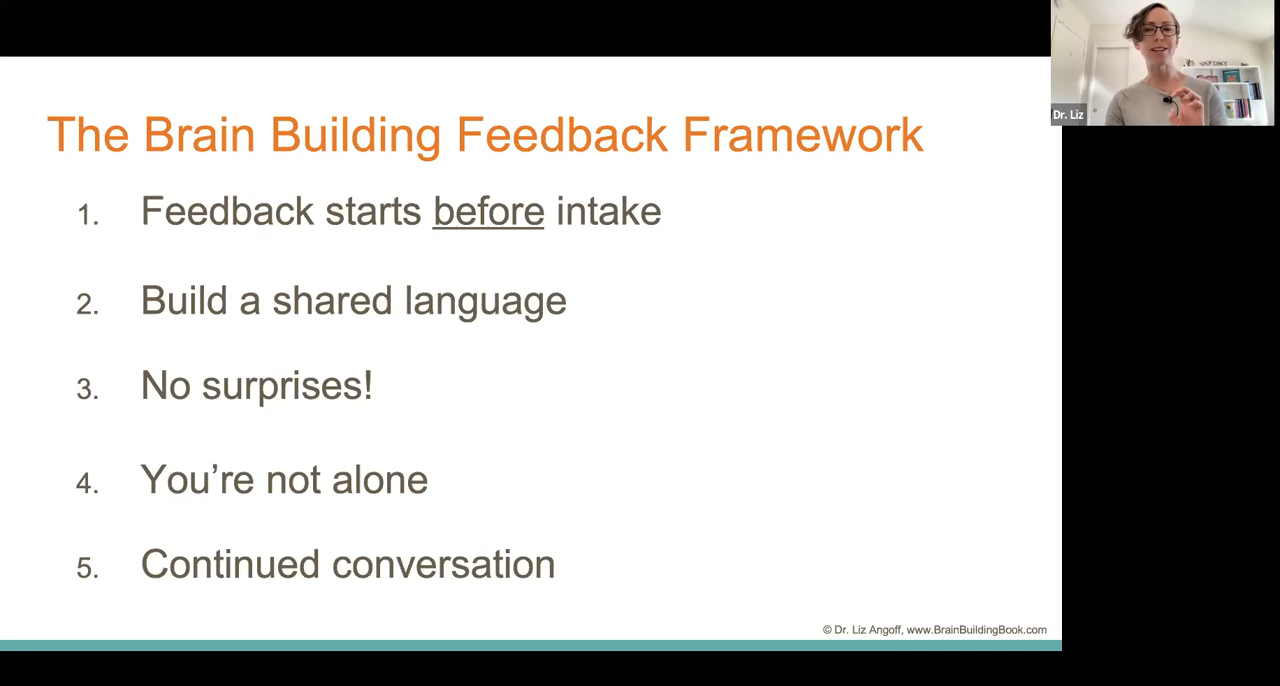 Dr. Liz
The Brain Building Feedback Framework
1. Feedback starts before intake
2. Build a shared language
3. No surprises!
4. You’re not alone
5. Continued conversation
© Dr. Liz Angoff, www.BrainBuildingBook.com